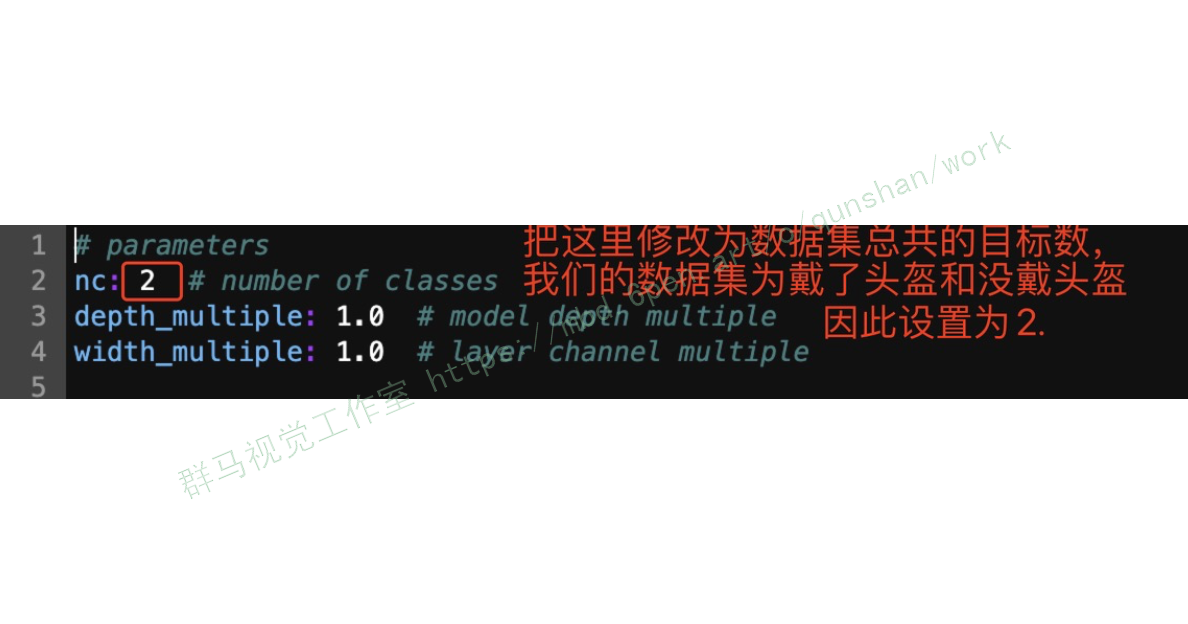 1 # parameters
2 nc: 2 # number of classes
3 depth_multiple: 1.0 # model depth multiple
4 width_multiple: 1.0 # layer channel multiple
5
把这里修改为数据集总共的目标数，
我们的数据集为戴了头盔和没戴头盔
因此设置为2.
群马视觉工作室 https://mbd.
gunshan/work